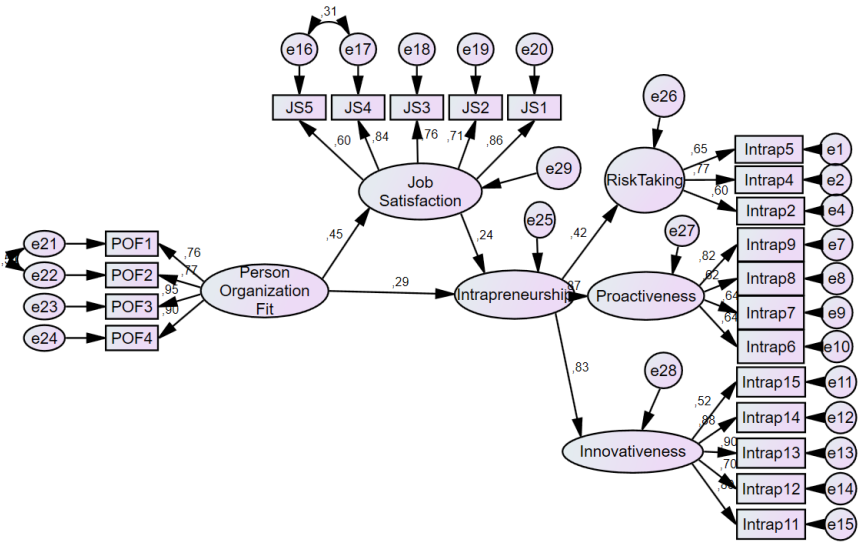 ,31
e16 e17 e18 e19 e20
JS5 JS4 JS3 JS2 JS1
,60 ,84 ,76 ,71 ,86
e26
Job
Satisfaction
e29
RiskTaking
,65 Intrap5 e1
,77 Intrap4 e2
,60 Intrap2 e4
,45 ,24 ,42
e25 e27
e21 POF1 ,76
e22 POF2 ,77
e23 POF3 ,95
e24 POF4 ,90
Person
Organization
Fit
,29
Intrapreneurship
Proactiveness
,82 Intrap9 e7
,62 Intrap8 e8
,64 Intrap7 e9
,64 Intrap6 e10
,83
e28
Innovativeness
,52 Intrap15 e11
,88 Intrap14 e12
,90 Intrap13 e13
,70 Intrap12 e14
Intrap11 e15